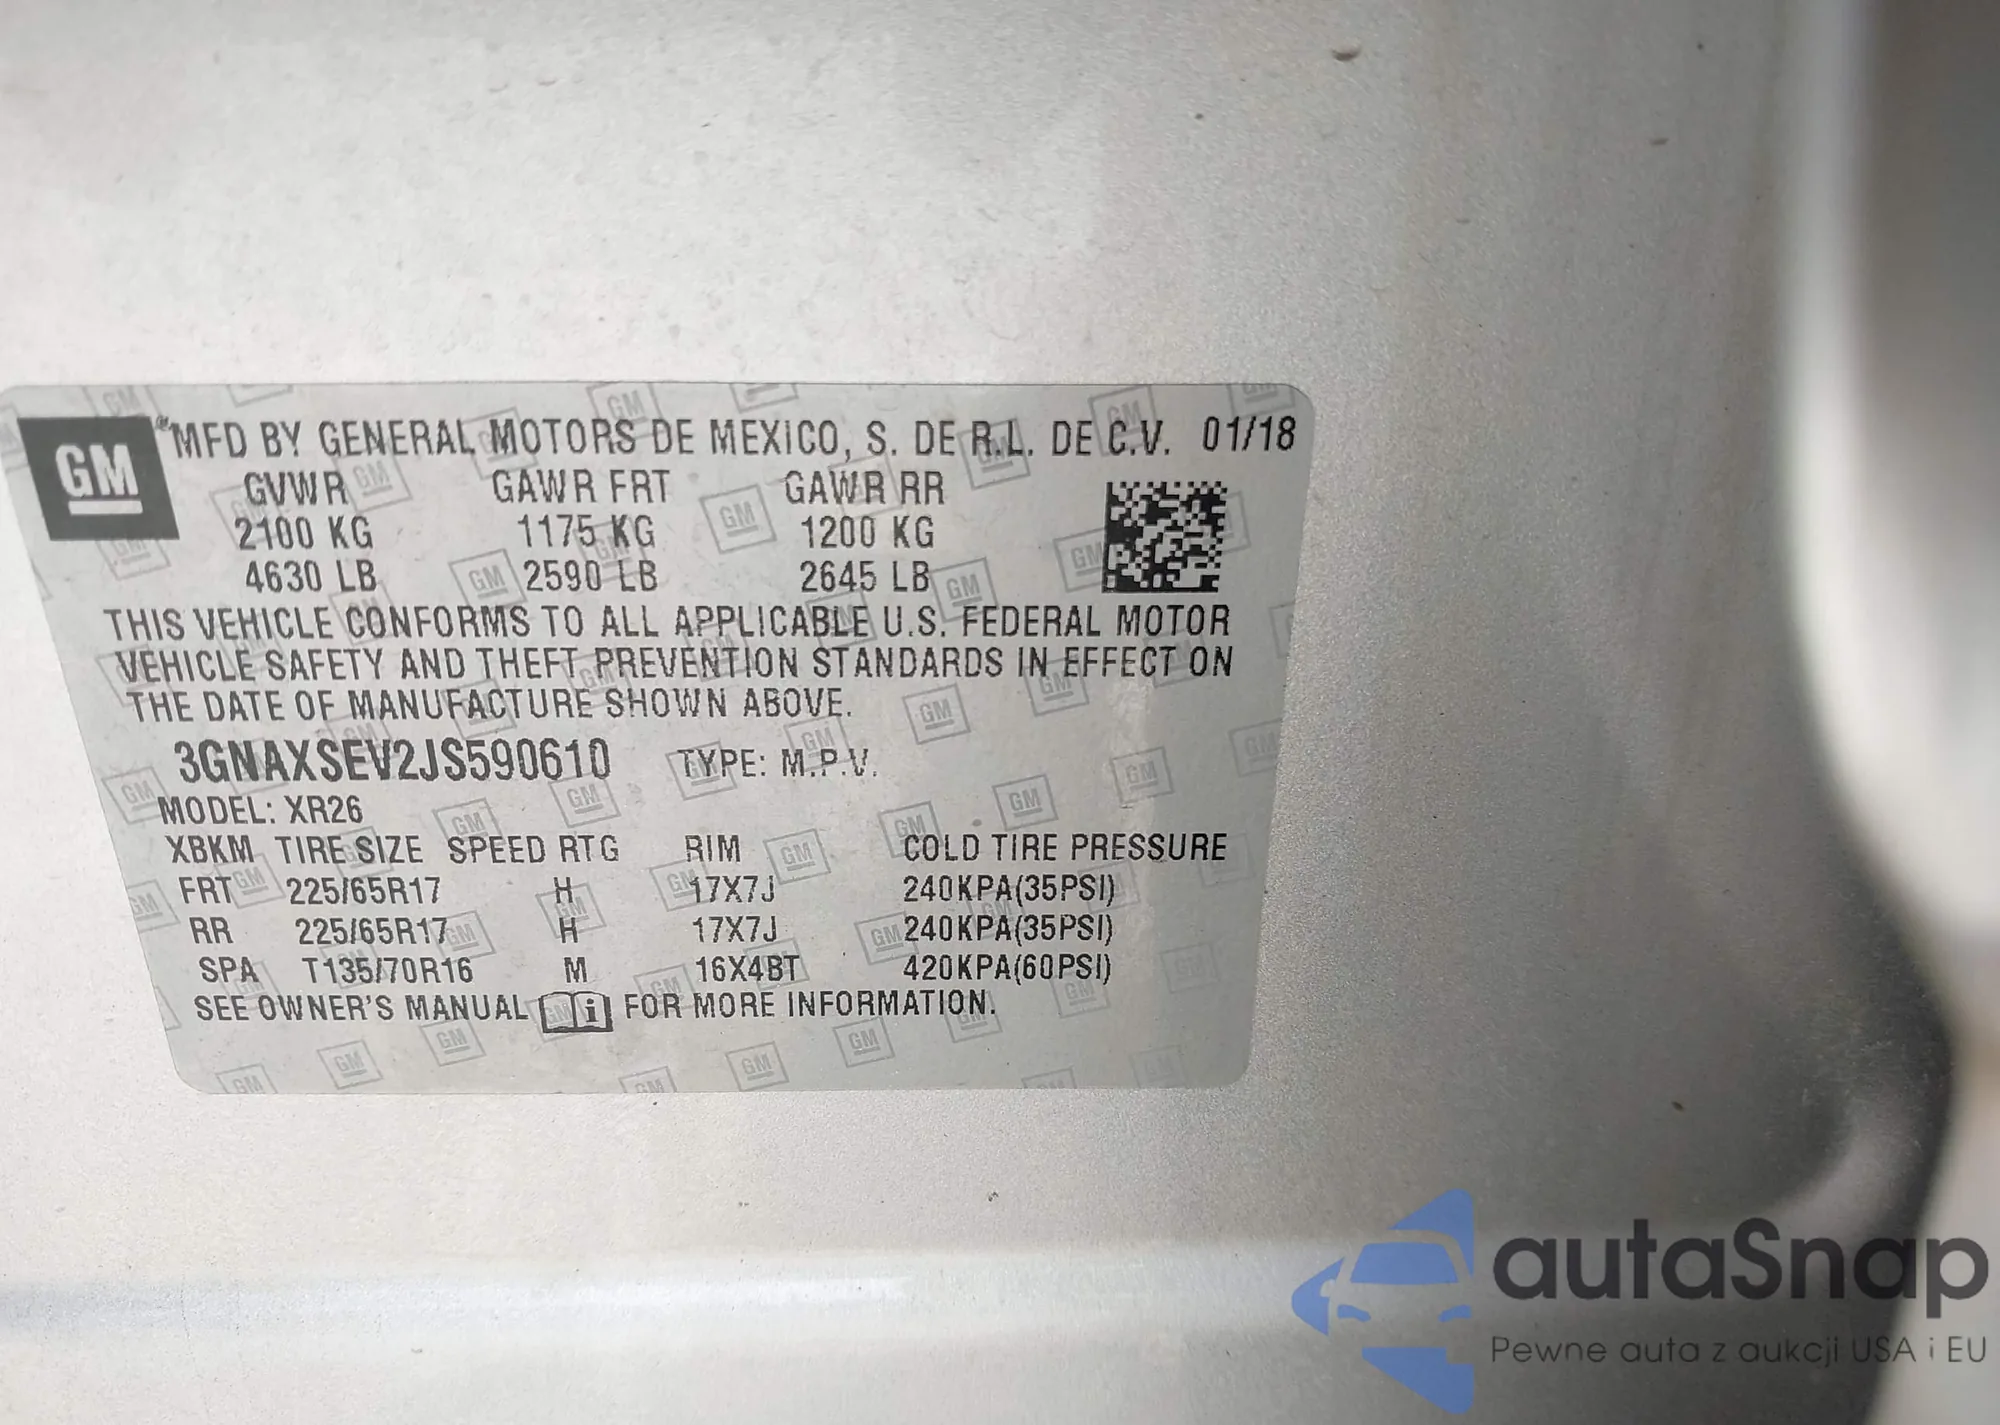 GM
MFD BY GENERAL MOTORS DE MEXICO, S. DE R.L. DE C.V. 01/18
GVWR GAWR FRT GAWR RR
2100 KG 1175 KG 1200 KG
4630 LB 2590 LB 2645 LB
THIS VEHICLE CONFORMS TO ALL APPLICABLE U.S. FEDERAL MOTOR
VEHICLE SAFETY AND THEFT PREVENTION STANDARDS IN EFFECT ON
THE DATE OF MANUFACTURE SHOWN ABOVE.
3GNAXSEV2JS590610 TYPE: M.P.V.
MODEL: XR26
XBKM TIRE SIZE SPEED RTG RIM COLD TIRE PRESSURE
FRT 225/65R17 H 17X7J 240KPA(35PSI)
RR 225/65R17 H 17X7J 240KPA(35PSI)
SPA T135/70R16 M 16X4BT 420KPA(60PSI)
SEE OWNER'S MANUAL i FOR MORE INFORMATION.
autaSnap
Pewne auta z aukcji USA i EU